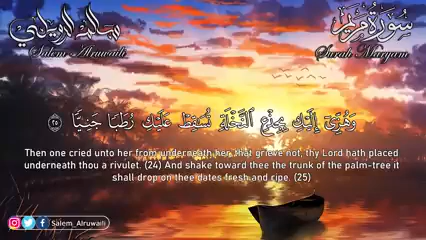 سالم الرويلي
Salem Alruwaili
سورة مريم
Surah Maryam
وَهُزِّىٓ إِلَيْكِ بِجِذْعِ ٱلنَّخْلَةِ تُسَٰقِطْ عَلَيْكِ رُطَبًا جَنِيًّا ٢٥
Then one cried unto her from underneath her that grieve not, thy Lord hath placed
underneath thou a rivulet. (24) And shake toward thee the trunk of the palm-tree it
shall drop on thee dates fresh and ripe. (25)
Salem_Alruwaili